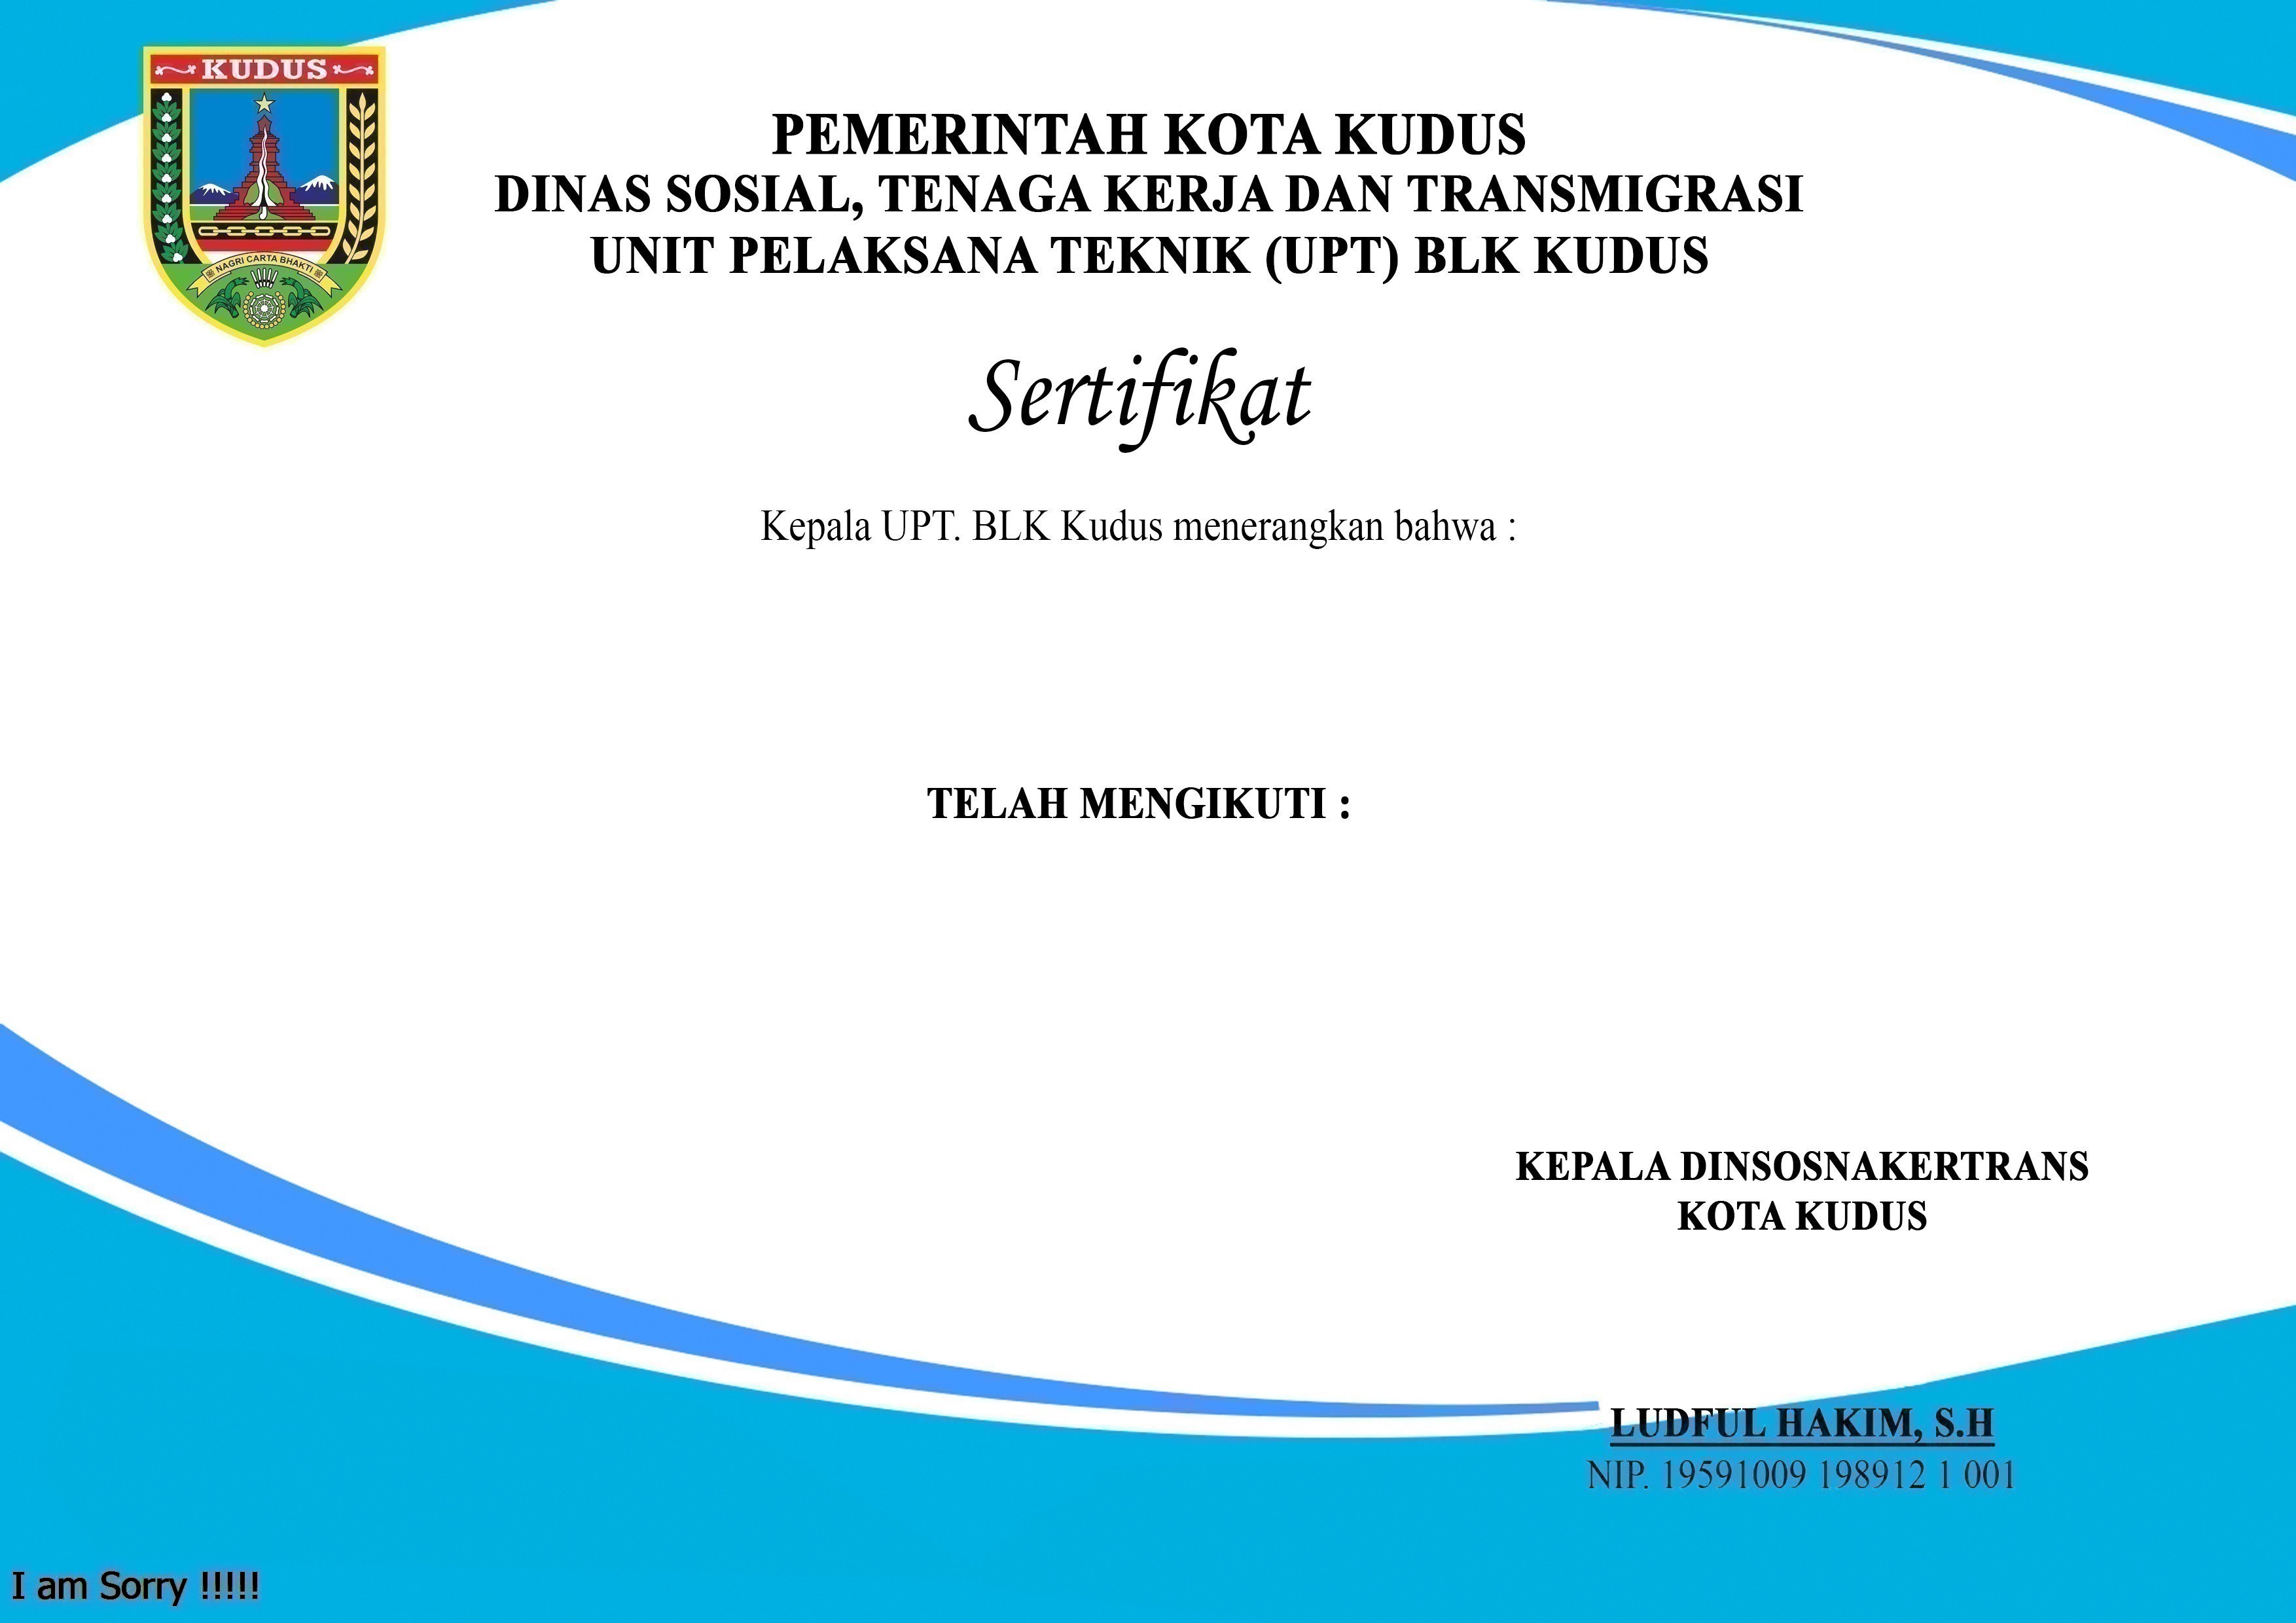 KUDUS
NAGRI CARTA BHAKTI
PEMERINTAH KOTA KUDUS
DINAS SOSIAL, TENAGA KERJA DAN TRANSMIGRASI
UNIT PELAKSANA TEKNIK (UPT) BLK KUDUS
Sertifikat
Kepala UPT. BLK Kudus menerangkan bahwa :
TELAH MENGIKUTI :
KEPALA DINSOSNAKERTRANS
KOTA KUDUS
LUDFUL HAKIM, S.H
NIP. 19591009 198912 1 001
I am Sorry !!!!!